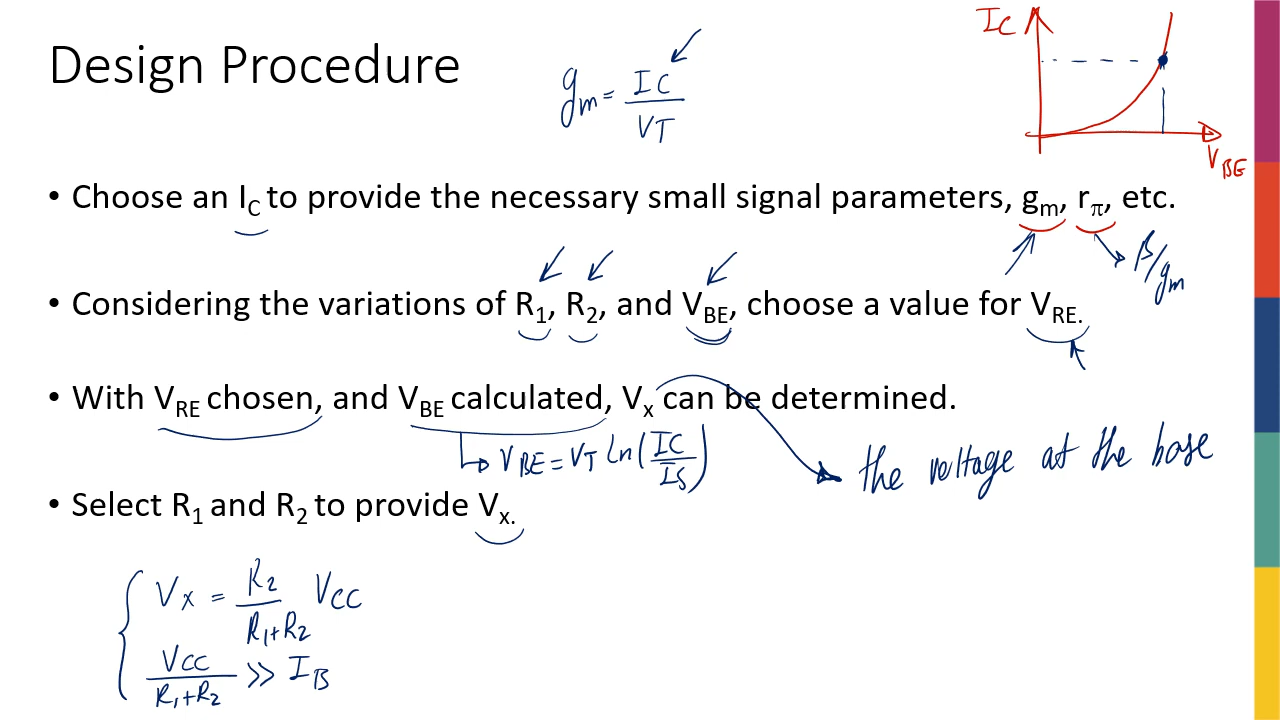 Design Procedure
gm = IC / VT
IC
VBE
• Choose an IC to provide the necessary small signal parameters, gm, rπ, etc.
β/gm
• Considering the variations of R1, R2, and VBE, choose a value for VRE.
• With VRE chosen, and VBE calculated, Vx can be determined.
VBE = VT ln(IC/IS)
the voltage at the base
• Select R1 and R2 to provide Vx.
VX = R2 / R1+R2 VCC
VCC / R1+R2 >> IB